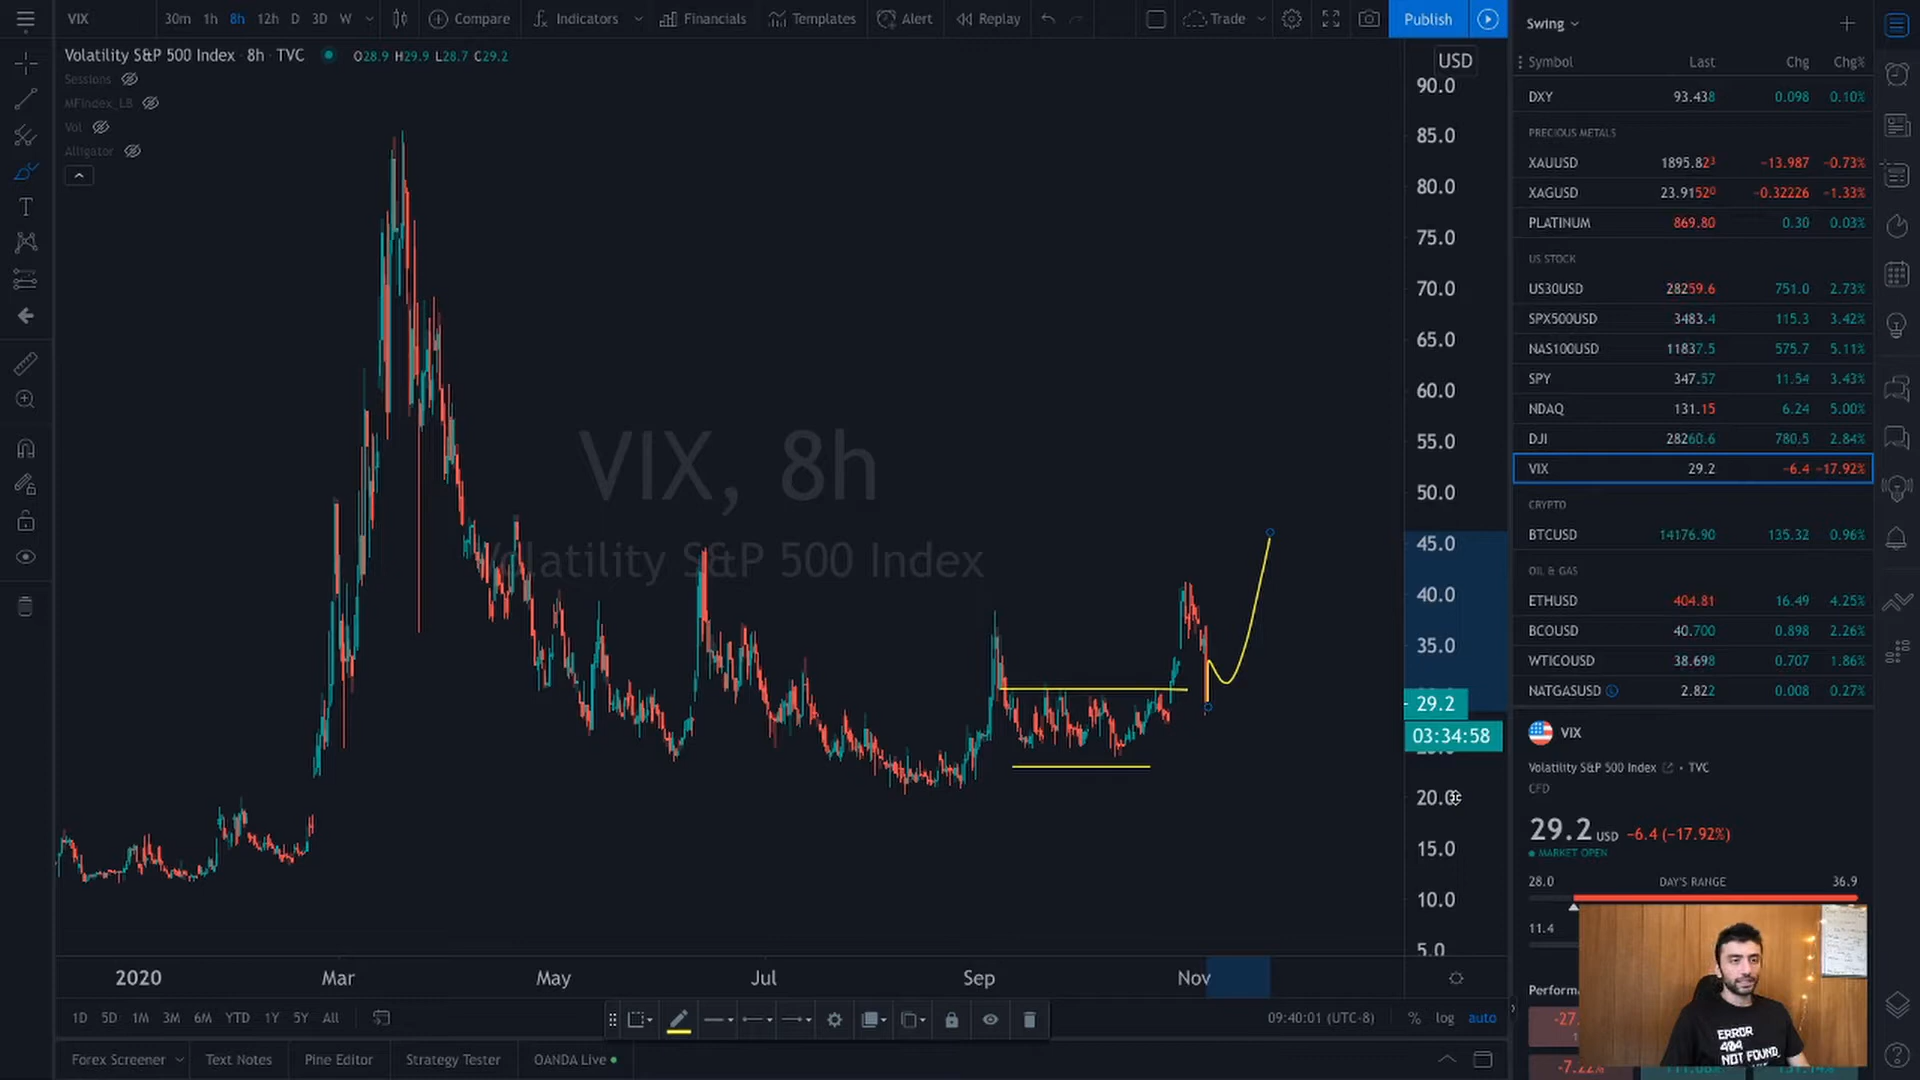 VIX 30m 1h 8h 12h D 3D W Compare Indicators Financials Templates Alert Replay Trade Publish
Volatility S&P 500 Index · 8h · TVC O28.9 H29.9 L28.7 C29.2
Sessions
MFIndex_LB
Vol
Alligator
USD
90.0
85.0
80.0
75.0
70.0
65.0
60.0
55.0
50.0
45.0
40.0
35.0
29.2
03:34:58
20.0
15.0
10.0
5.0
VIX, 8h
Volatility S&P 500 Index
2020 Mar May Jul Sep Nov
1D 5D 1M 3M 6M YTD 1Y 5Y All
09:40:01 (UTC-8) % log auto
Forex Screener Text Notes Pine Editor Strategy Tester OANDA Live
Swing
Symbol Last Chg Chg%
DXY 93.438 0.098 0.10%
PRECIOUS METALS
XAUUSD 1895.823 −13.987 −0.73%
XAGUSD 23.91520 −0.32226 −1.33%
PLATINUM 869.80 0.30 0.03%
US STOCK
US30USD 28259.6 751.0 2.73%
SPX500USD 3483.4 115.3 3.42%
NAS100USD 11837.5 575.7 5.11%
SPY 347.57 11.54 3.43%
NDAQ 131.15 6.24 5.00%
DJI 28260.6 780.5 2.84%
VIX 29.2 −6.4 −17.92%
CRYPTO
BTCUSD 14176.90 135.32 0.96%
OIL & GAS
ETHUSD 404.81 16.49 4.25%
BCOUSD 40.700 0.898 2.26%
WTICOUSD 38.698 0.707 1.86%
NATGASUSD 2.822 0.008 0.27%
VIX
Volatility S&P 500 Index · TVC
CFD
29.2 USD −6.4 (−17.92%)
MARKET OPEN
28.0 DAY'S RANGE 36.9
11.4
Perform
-27.
-7.22%
ERROR
404
NOT FOUND